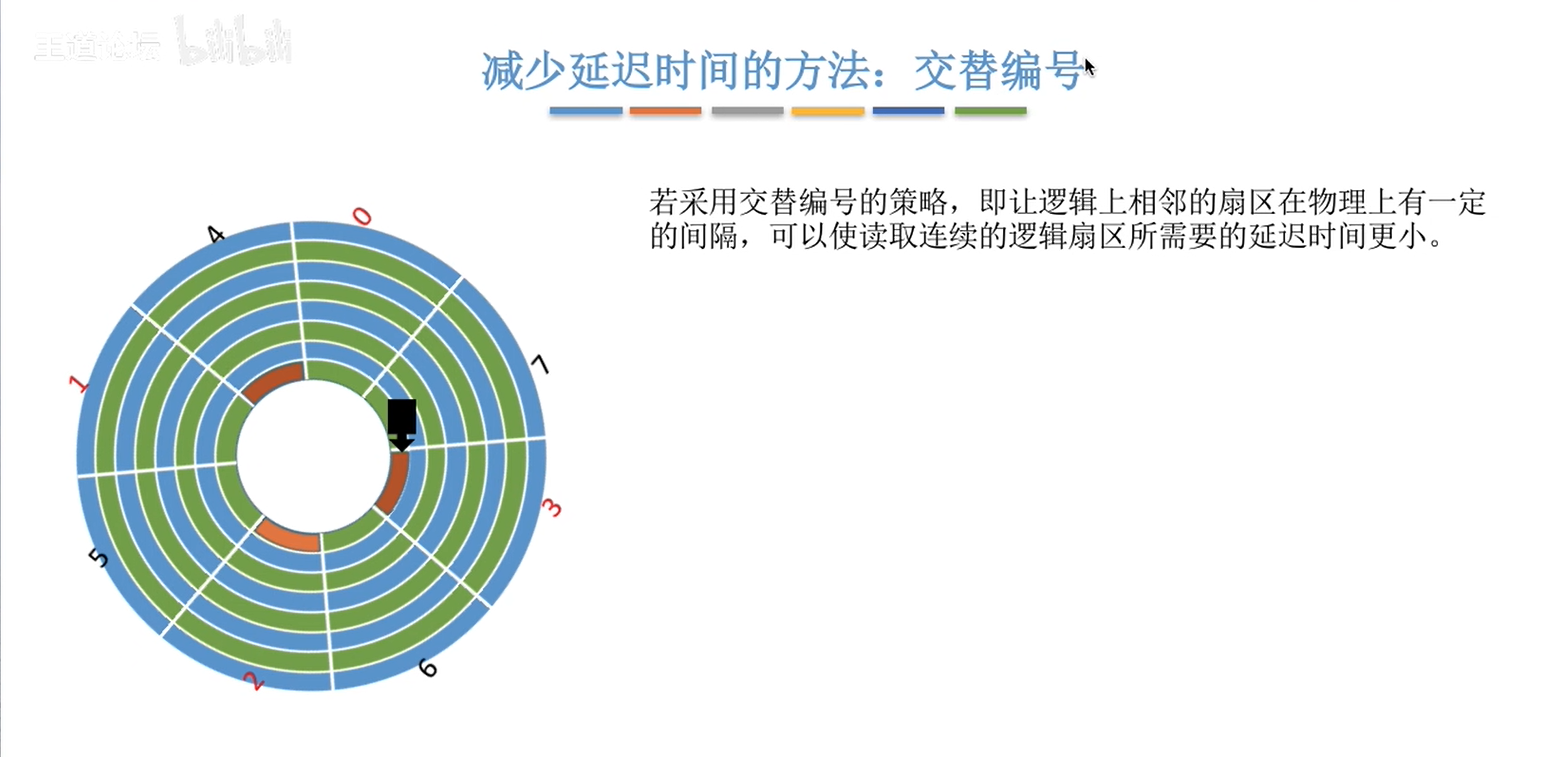 王道论坛 bilibili
减少延迟时间的方法：交替编号
若采用交替编号的策略，即让逻辑上相邻的扇区在物理上有一定
的间隔，可以使读取连续的逻辑扇区所需要的延迟时间更小。
0
4
7
1
3
5
6
2